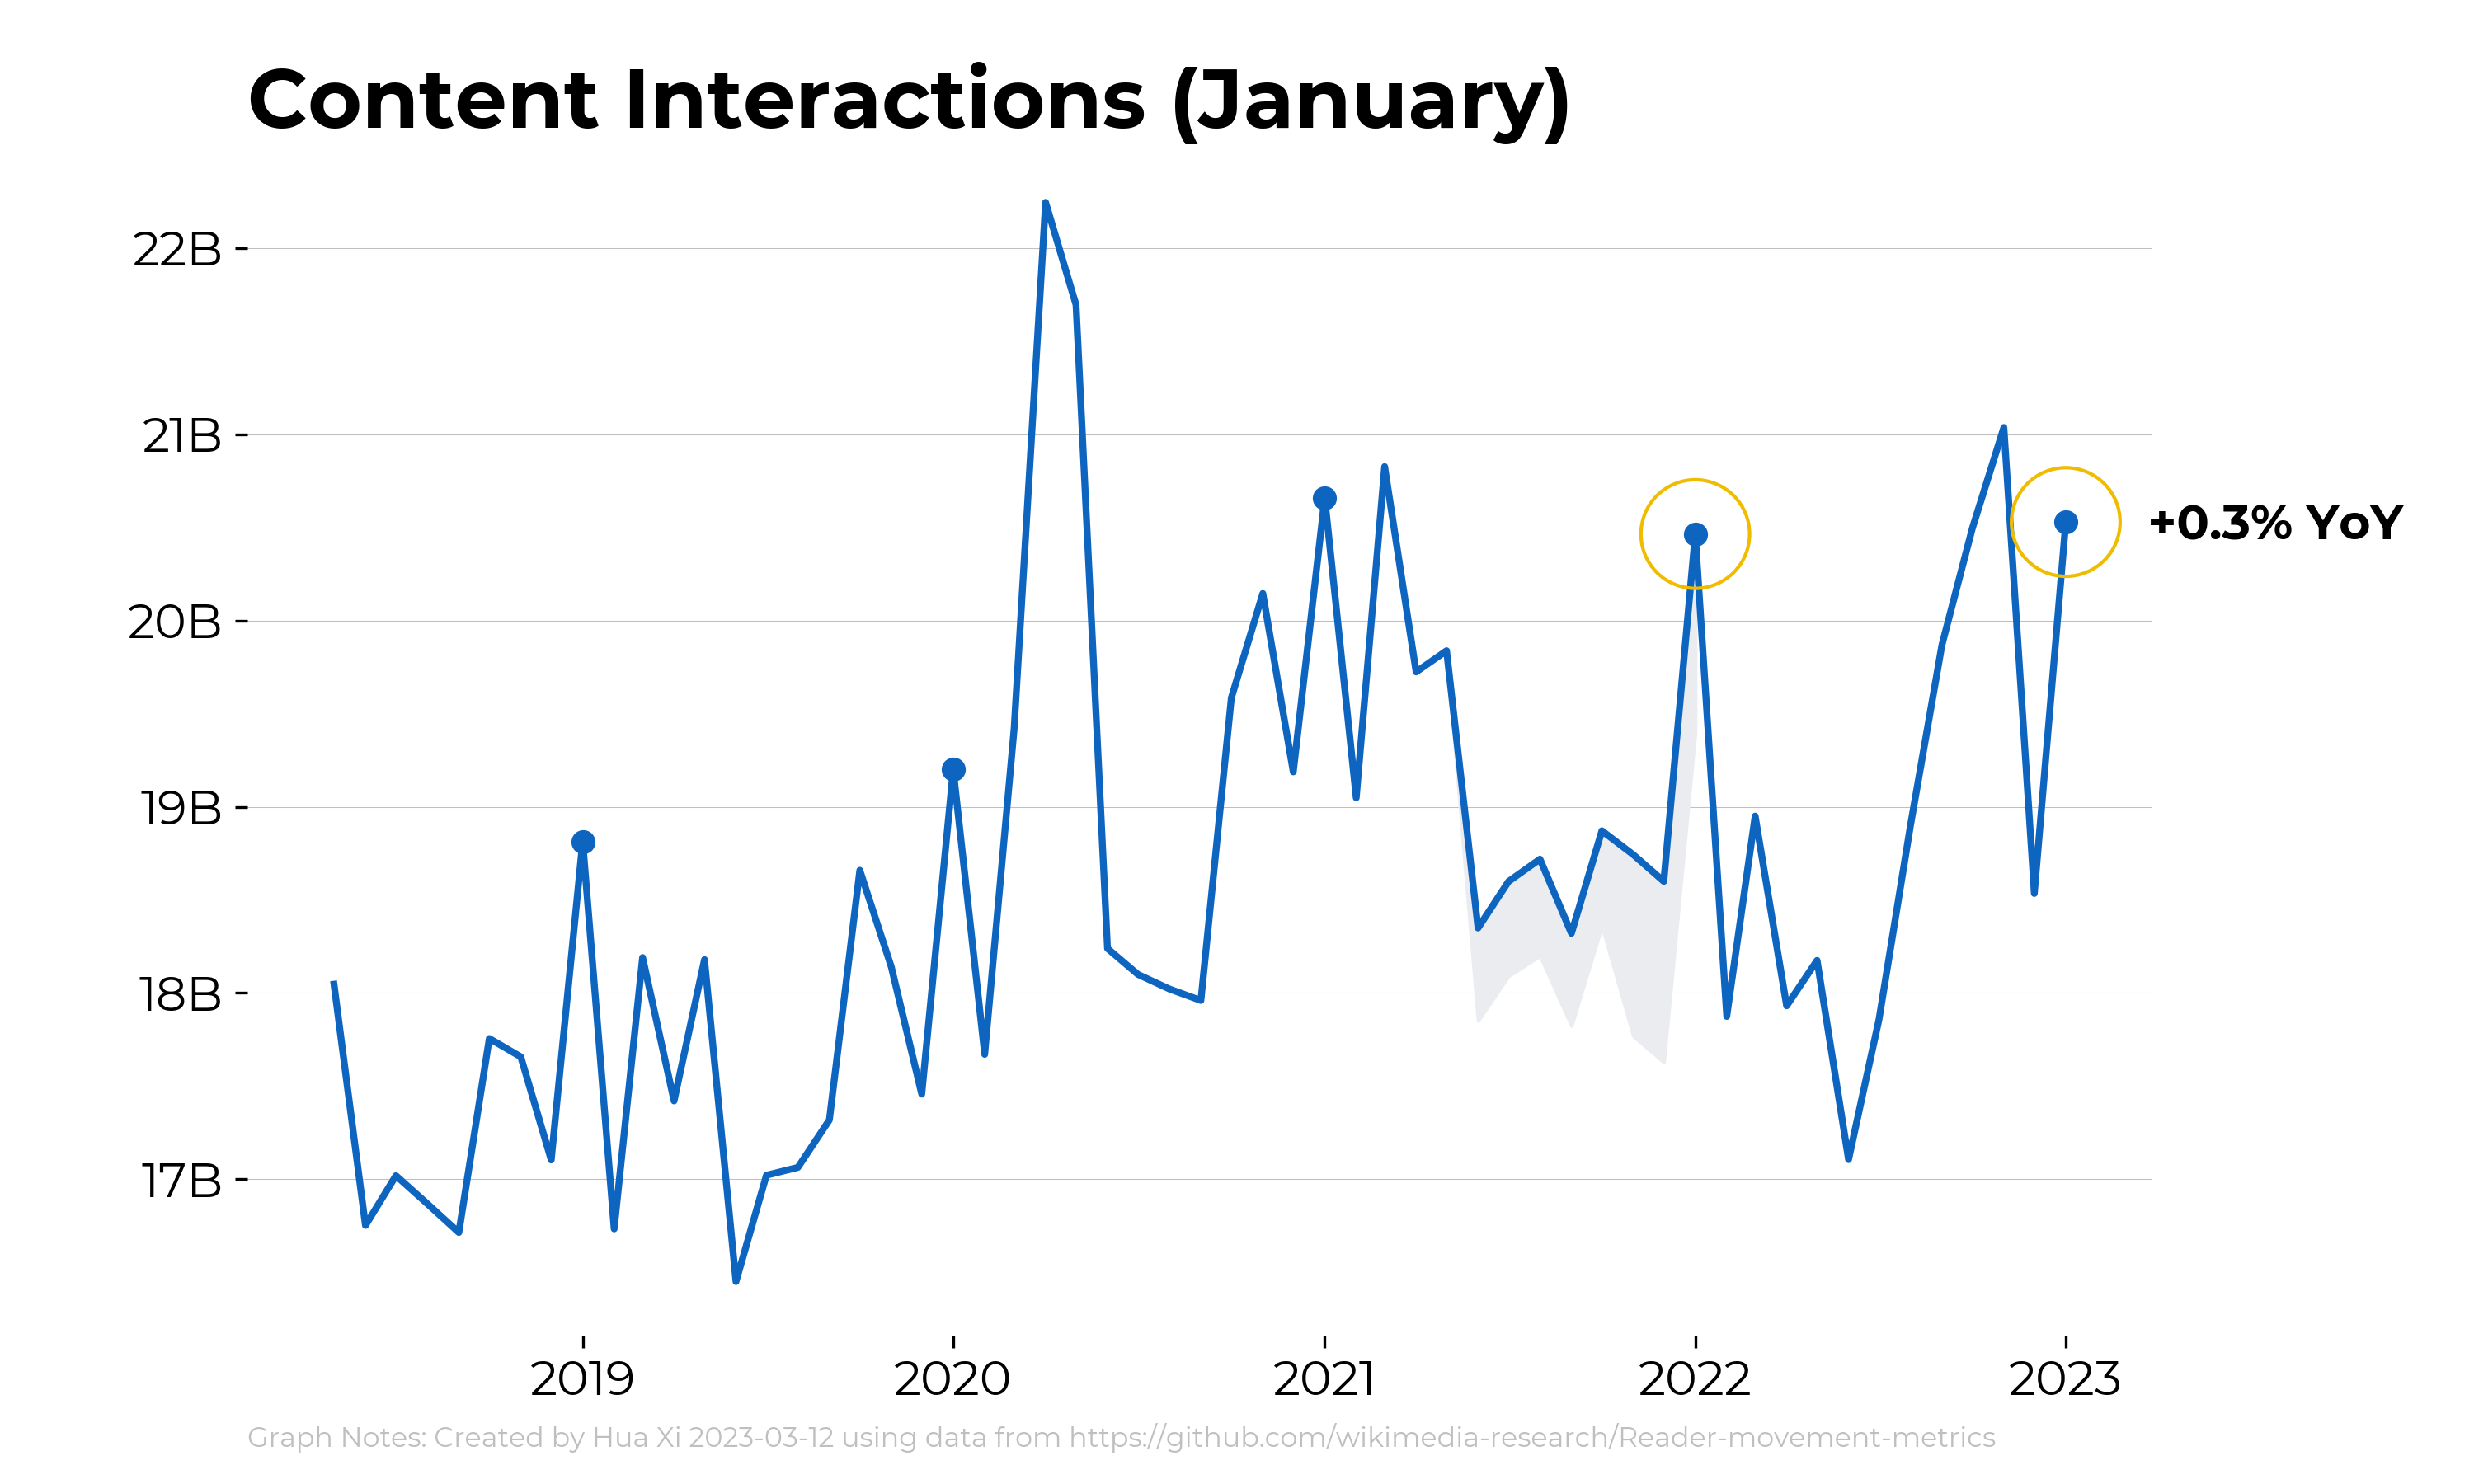 Content Interactions (January)
22B
21B
20B
19B
18B
17B
+0.3% YoY
2019
2020
2021
2022
2023
Graph Notes: Created by Hua Xi 2023-03-12 using data from https://github.com/wikimedia-research/Reader-movement-metrics